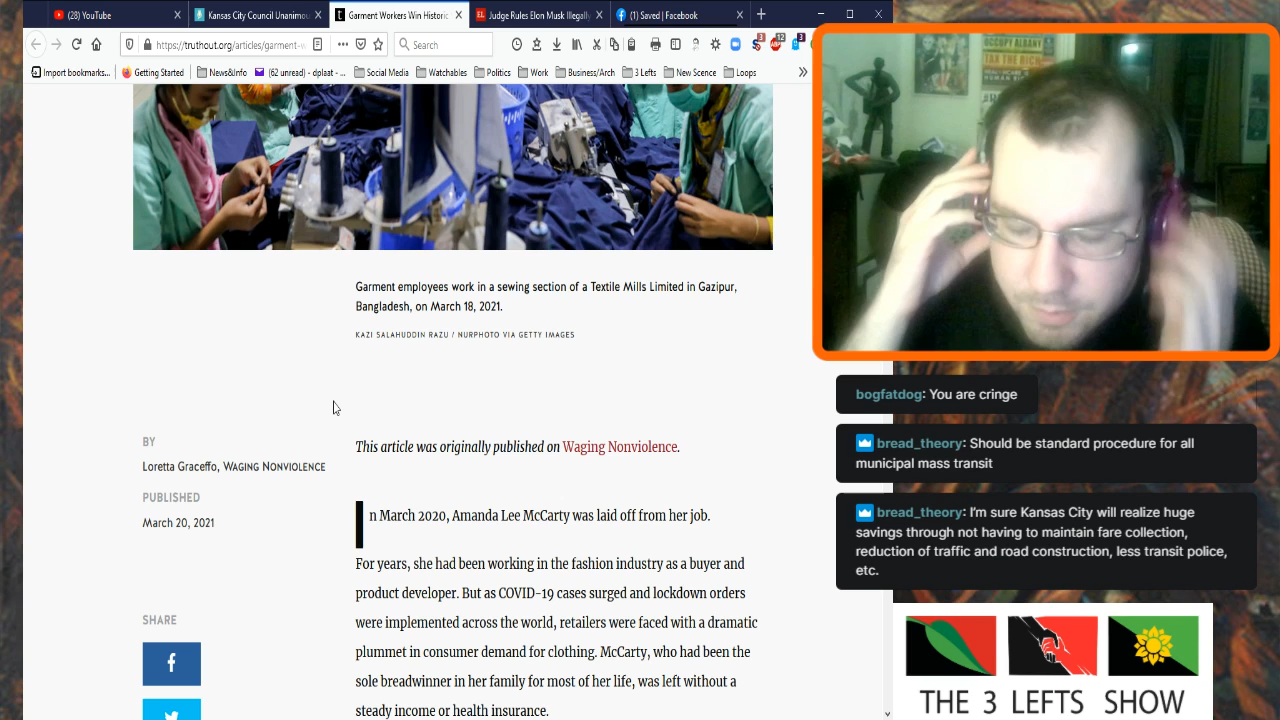 (28) YouTube
Kansas City Council Unanimou
Garment Workers Win Historic
Judge Rules Elon Musk Illegally
(1) Saved | Facebook
https://truthout.org/articles/garment-w
Search
Import bookmarks...
Getting Started
News&Info
(62 unread) - dplaat - ...
Social Media
Watchables
Politics
Work
Business/Arch
3 Lefts
New Scence
Loops
OCCUPY ALBANY
TAX THE RICH
Garment employees work in a sewing section of a Textile Mills Limited in Gazipur,
Bangladesh, on March 18, 2021.
KAZI SALAHUDDIN RAZU / NURPHOTO VIA GETTY IMAGES
BY
Loretta Graceffo, WAGING NONVIOLENCE
PUBLISHED
March 20, 2021
SHARE
This article was originally published on Waging Nonviolence.
In March 2020, Amanda Lee McCarty was laid off from her job.
For years, she had been working in the fashion industry as a buyer and
product developer. But as COVID-19 cases surged and lockdown orders
were implemented across the world, retailers were faced with a dramatic
plummet in consumer demand for clothing. McCarty, who had been the
sole breadwinner in her family for most of her life, was left without a
steady income or health insurance.
bogfatdog: You are cringe
bread_theory: Should be standard procedure for all
municipal mass transit
bread_theory: I'm sure Kansas City will realize huge
savings through not having to maintain fare collection,
reduction of traffic and road construction, less transit police,
etc.
THE 3 LEFTS SHOW